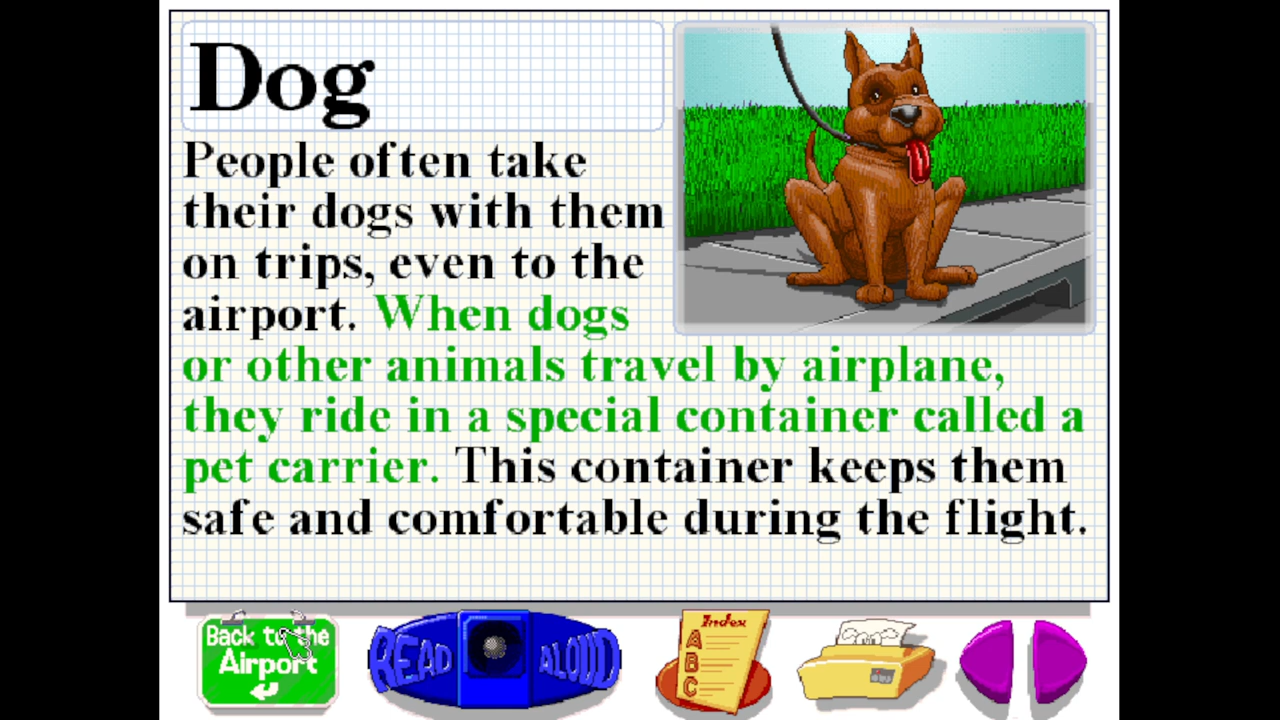 Dog
People often take
their dogs with them
on trips, even to the
airport. When dogs
or other animals travel by airplane,
they ride in a special container called a
pet carrier. This container keeps them
safe and comfortable during the flight.
Back to the
Airport
READ ALOUD
Index
A
B
C